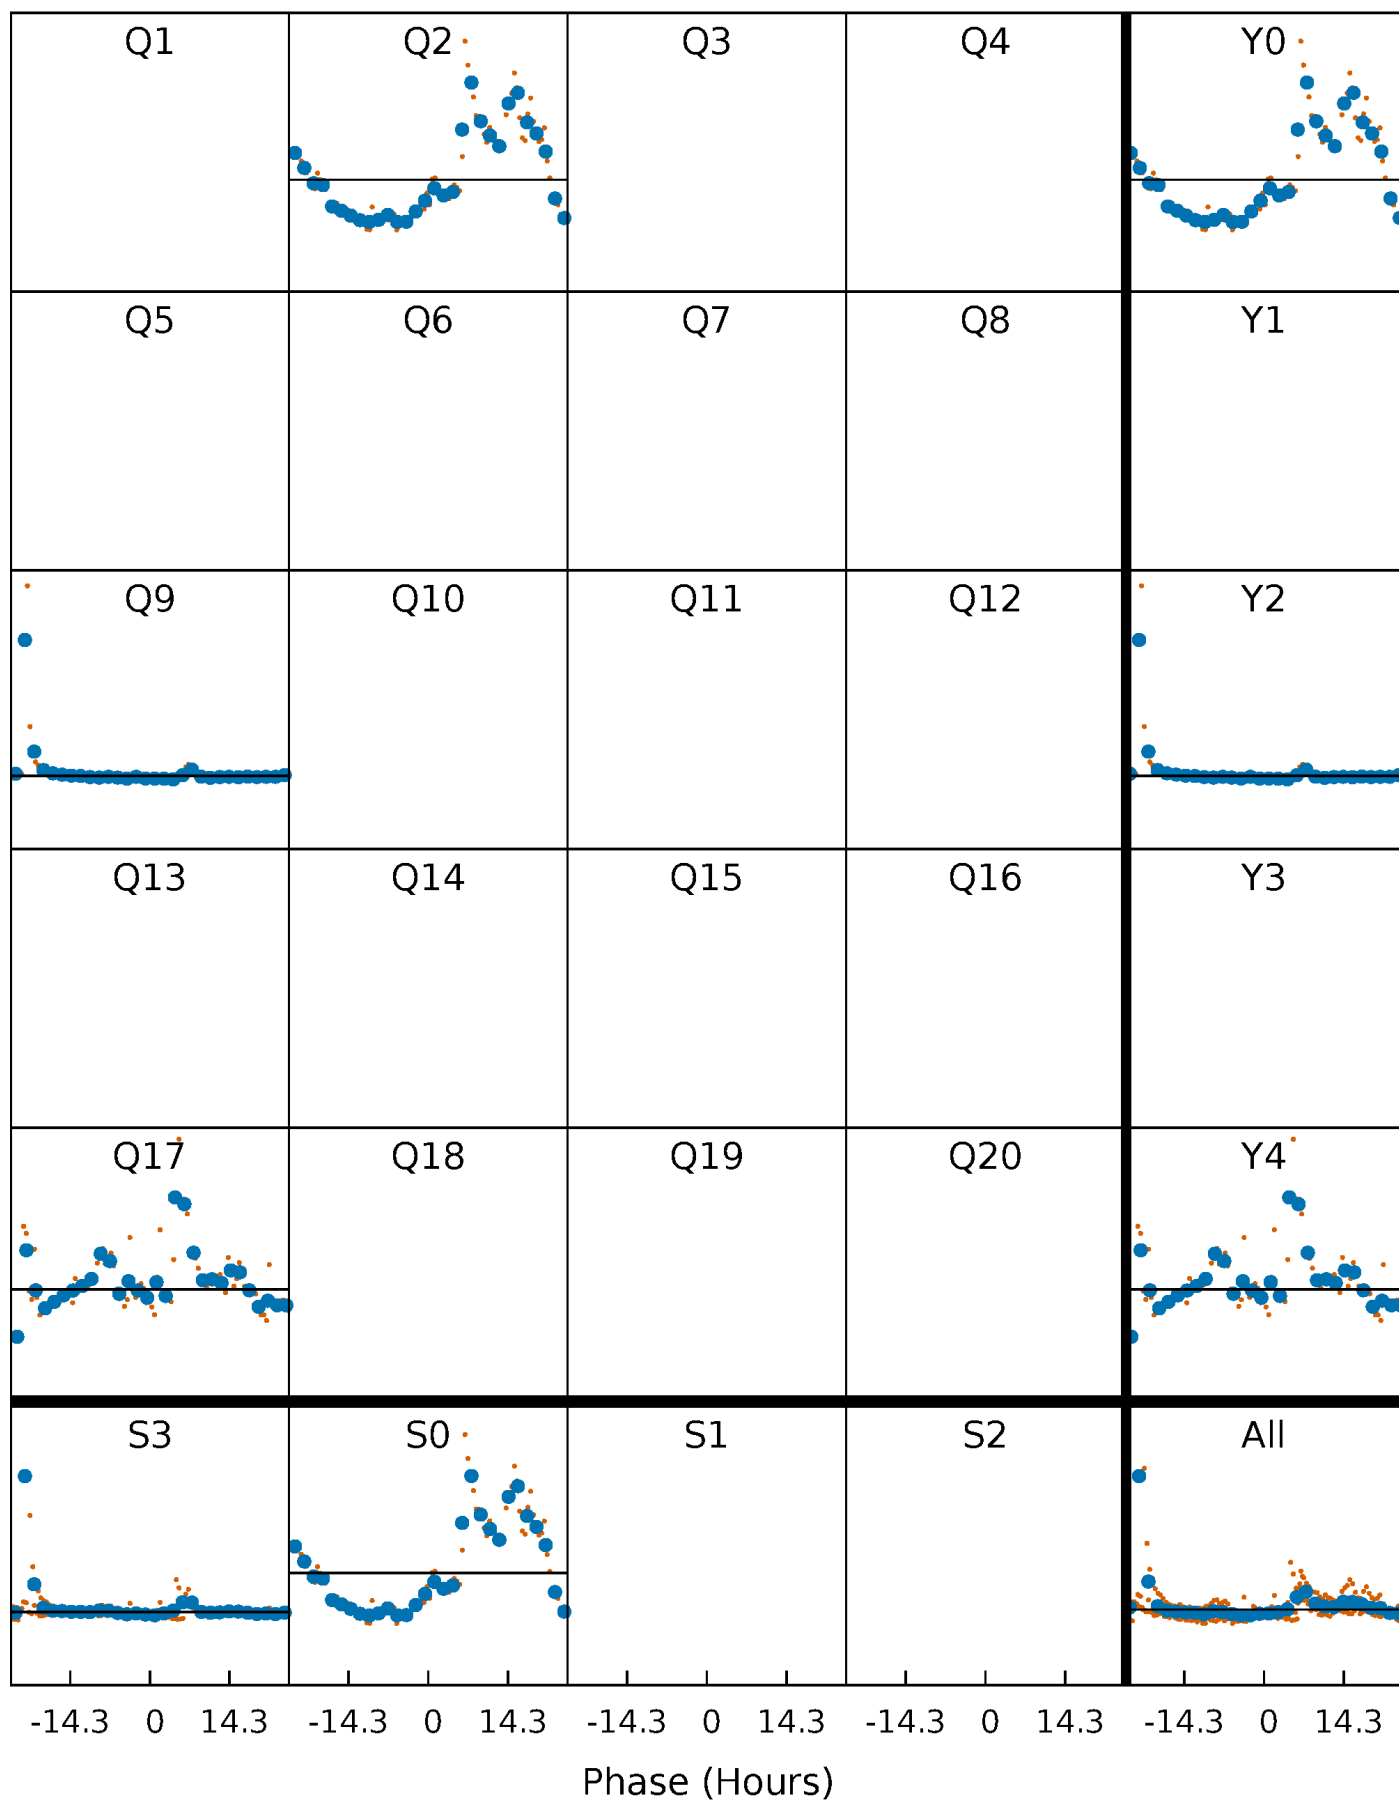 Q1 Q2 Q3 Q4 Y0
Q5 Q6 Q7 Q8 Y1
Q9 Q10 Q11 Q12 Y2
Q13 Q14 Q15 Q16 Y3
Q17 Q18 Q19 Q20 Y4
S3 S0 S1 S2 All
-14.3 0 14.3 -14.3 0 14.3 -14.3 0 14.3 -14.3 0 14.3 -14.3 0 14.3
Phase (Hours)